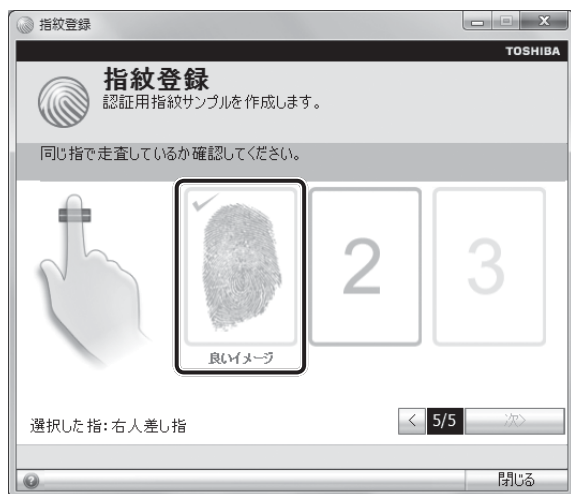 指紋登録
TOSHIBA
指紋登録
認証用指紋サンプルを作成します。
同じ指で走査しているか確認してください。
2
3
良いイメージ
選択した指：右人差し指
< 5/5 次>
閉じる